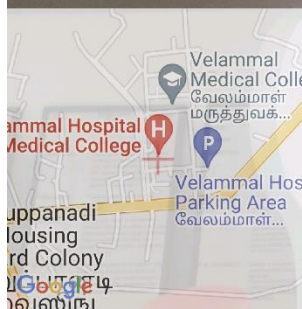 Velammal
Medical Colle
வேலம்மாள்
மருத்துவக்...
ammal Hospital
Medical College
H
P
Velammal Hos
Parking Area
வேலம்மாள்...
uppanadi
Housing
rd Colony
Google